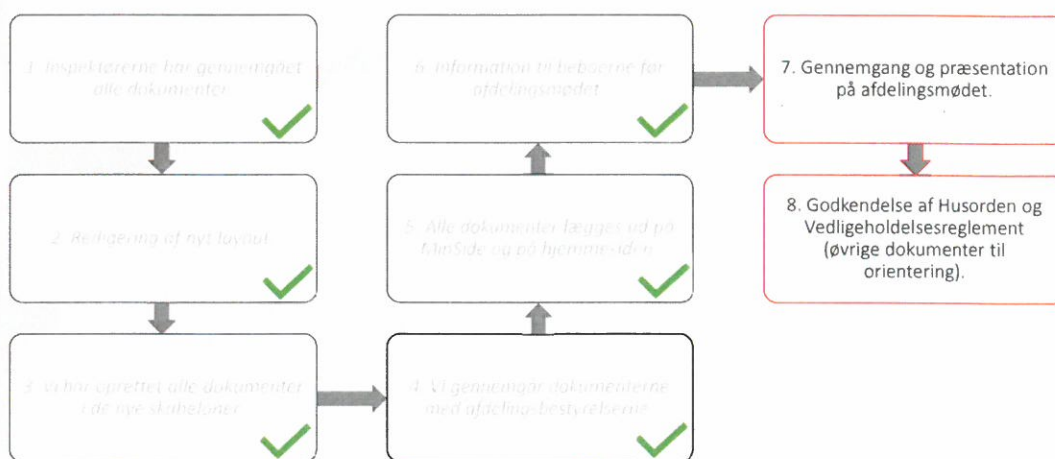 1. Inspektørerne har gennemgået
alle dokumenter
2. Redigering af nyt layout
3. Vi har oprettet alle dokumenter
i de nye skabeloner
4. Vi gennemgår dokumenterne
med afdelingsbestyrelserne
5. Alle dokumenter lægges ud på
MinSide og på hjemmesiden
6. Information til beboerne før
afdelingsmødet
7. Gennemgang og præsentation
på afdelingsmødet.
8. Godkendelse af Husorden og
Vedligeholdelsesreglement
(øvrige dokumenter til
orientering).